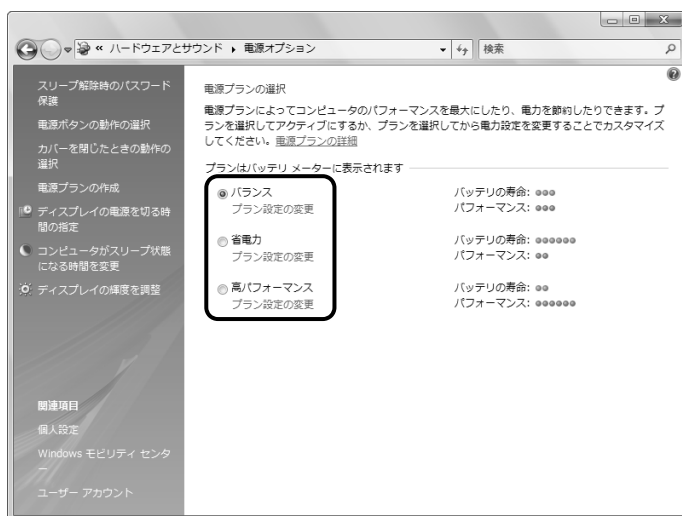 « ハードウェアとサウンド ▸ 電源オプション
検索
スリープ解除時のパスワード
保護
電源ボタンの動作の選択
カバーを閉じたときの動作の
選択
電源プランの作成
ディスプレイの電源を切る時
間の指定
コンピュータがスリープ状態
になる時間を変更
ディスプレイの輝度を調整
関連項目
個人設定
Windows モビリティ センタ
ー
ユーザー アカウント
電源プランの選択
電源プランによってコンピュータのパフォーマンスを最大にしたり、電力を節約したりできます。プ
ランを選択してアクティブにするか、プランを選択してから電力設定を変更することでカスタマイズ
してください。電源プランの詳細
プランはバッテリ メーターに表示されます
バランス バッテリの寿命:
プラン設定の変更 パフォーマンス:
省電力 バッテリの寿命:
プラン設定の変更 パフォーマンス:
高パフォーマンス バッテリの寿命:
プラン設定の変更 パフォーマンス: